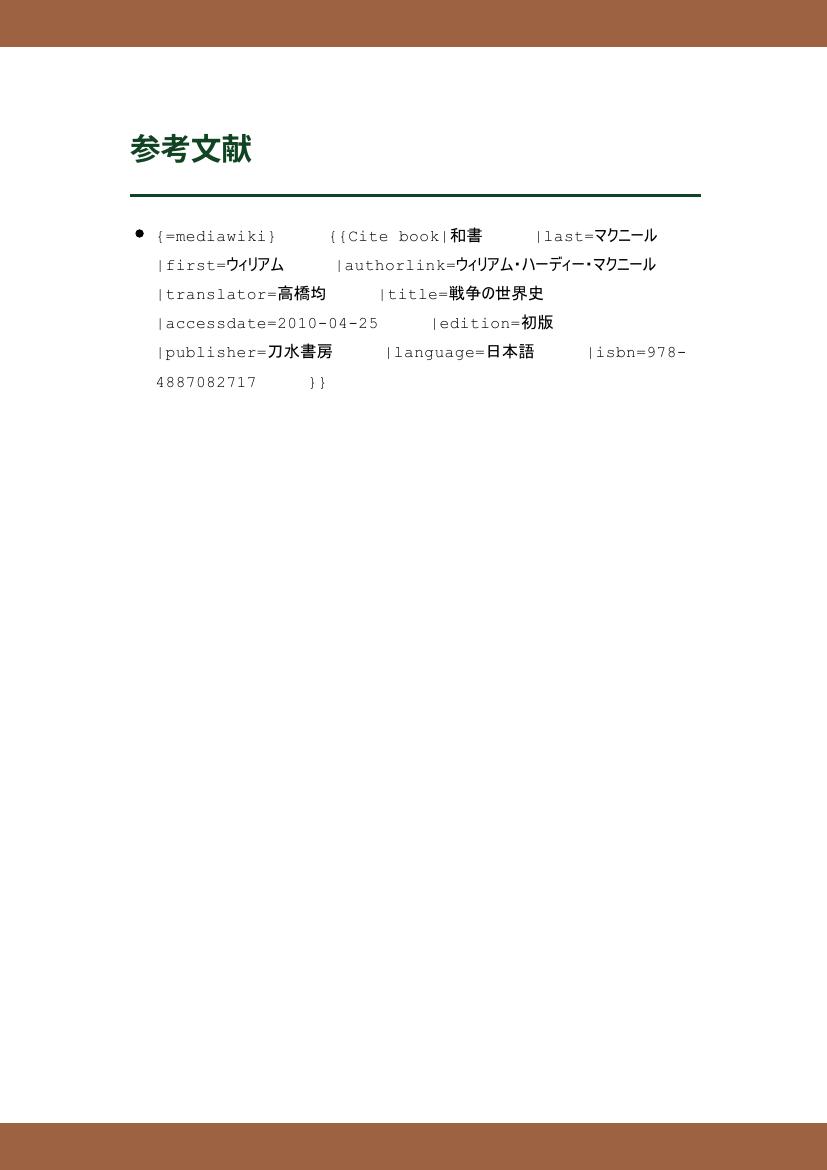 参考文献
{=mediawiki} {{Cite book|和書 |last=マクニール
|first=ウィリアム |authorlink=ウィリアム・ハーディー・マクニール
|translator=高橋均 |title=戦争の世界史
|accessdate=2010-04-25 |edition=初版
|publisher=刀水書房 |language=日本語 |isbn=978-
4887082717 }}